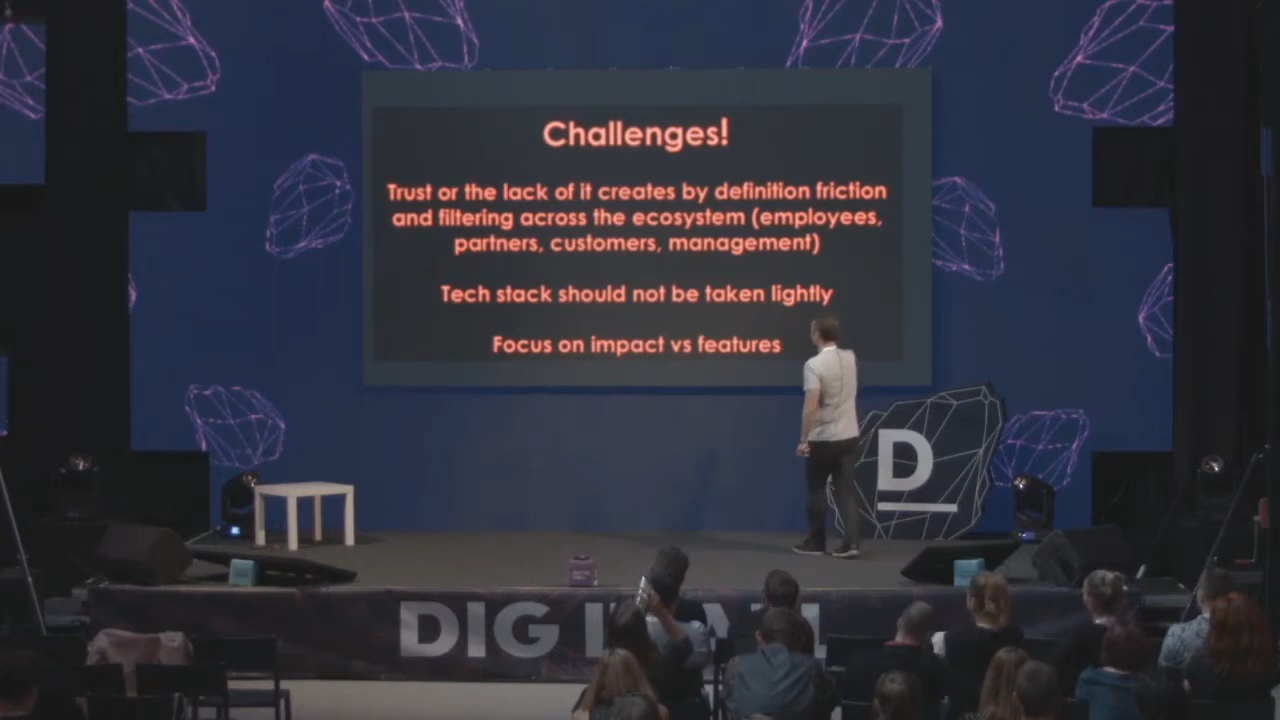 Challenges!
Trust or the lack of it creates by definition friction
and filtering across the ecosystem (employees,
partners, customers, management)
Tech stack should not be taken lightly
Focus on impact vs features
D
DIG